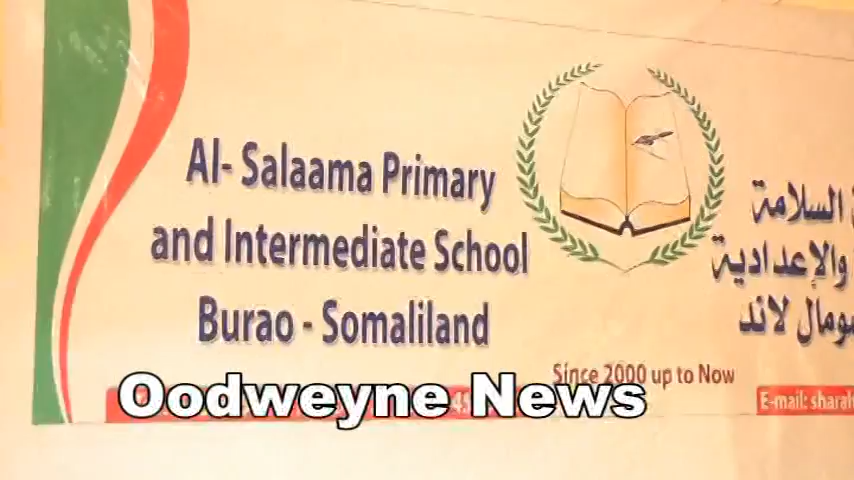 Al- Salaama Primary
and Intermediate School
Burao - Somaliland
السلامة
والإعدادية
سومال لاند
Since 2000 up to Now
E-mail:
Oodweyne News